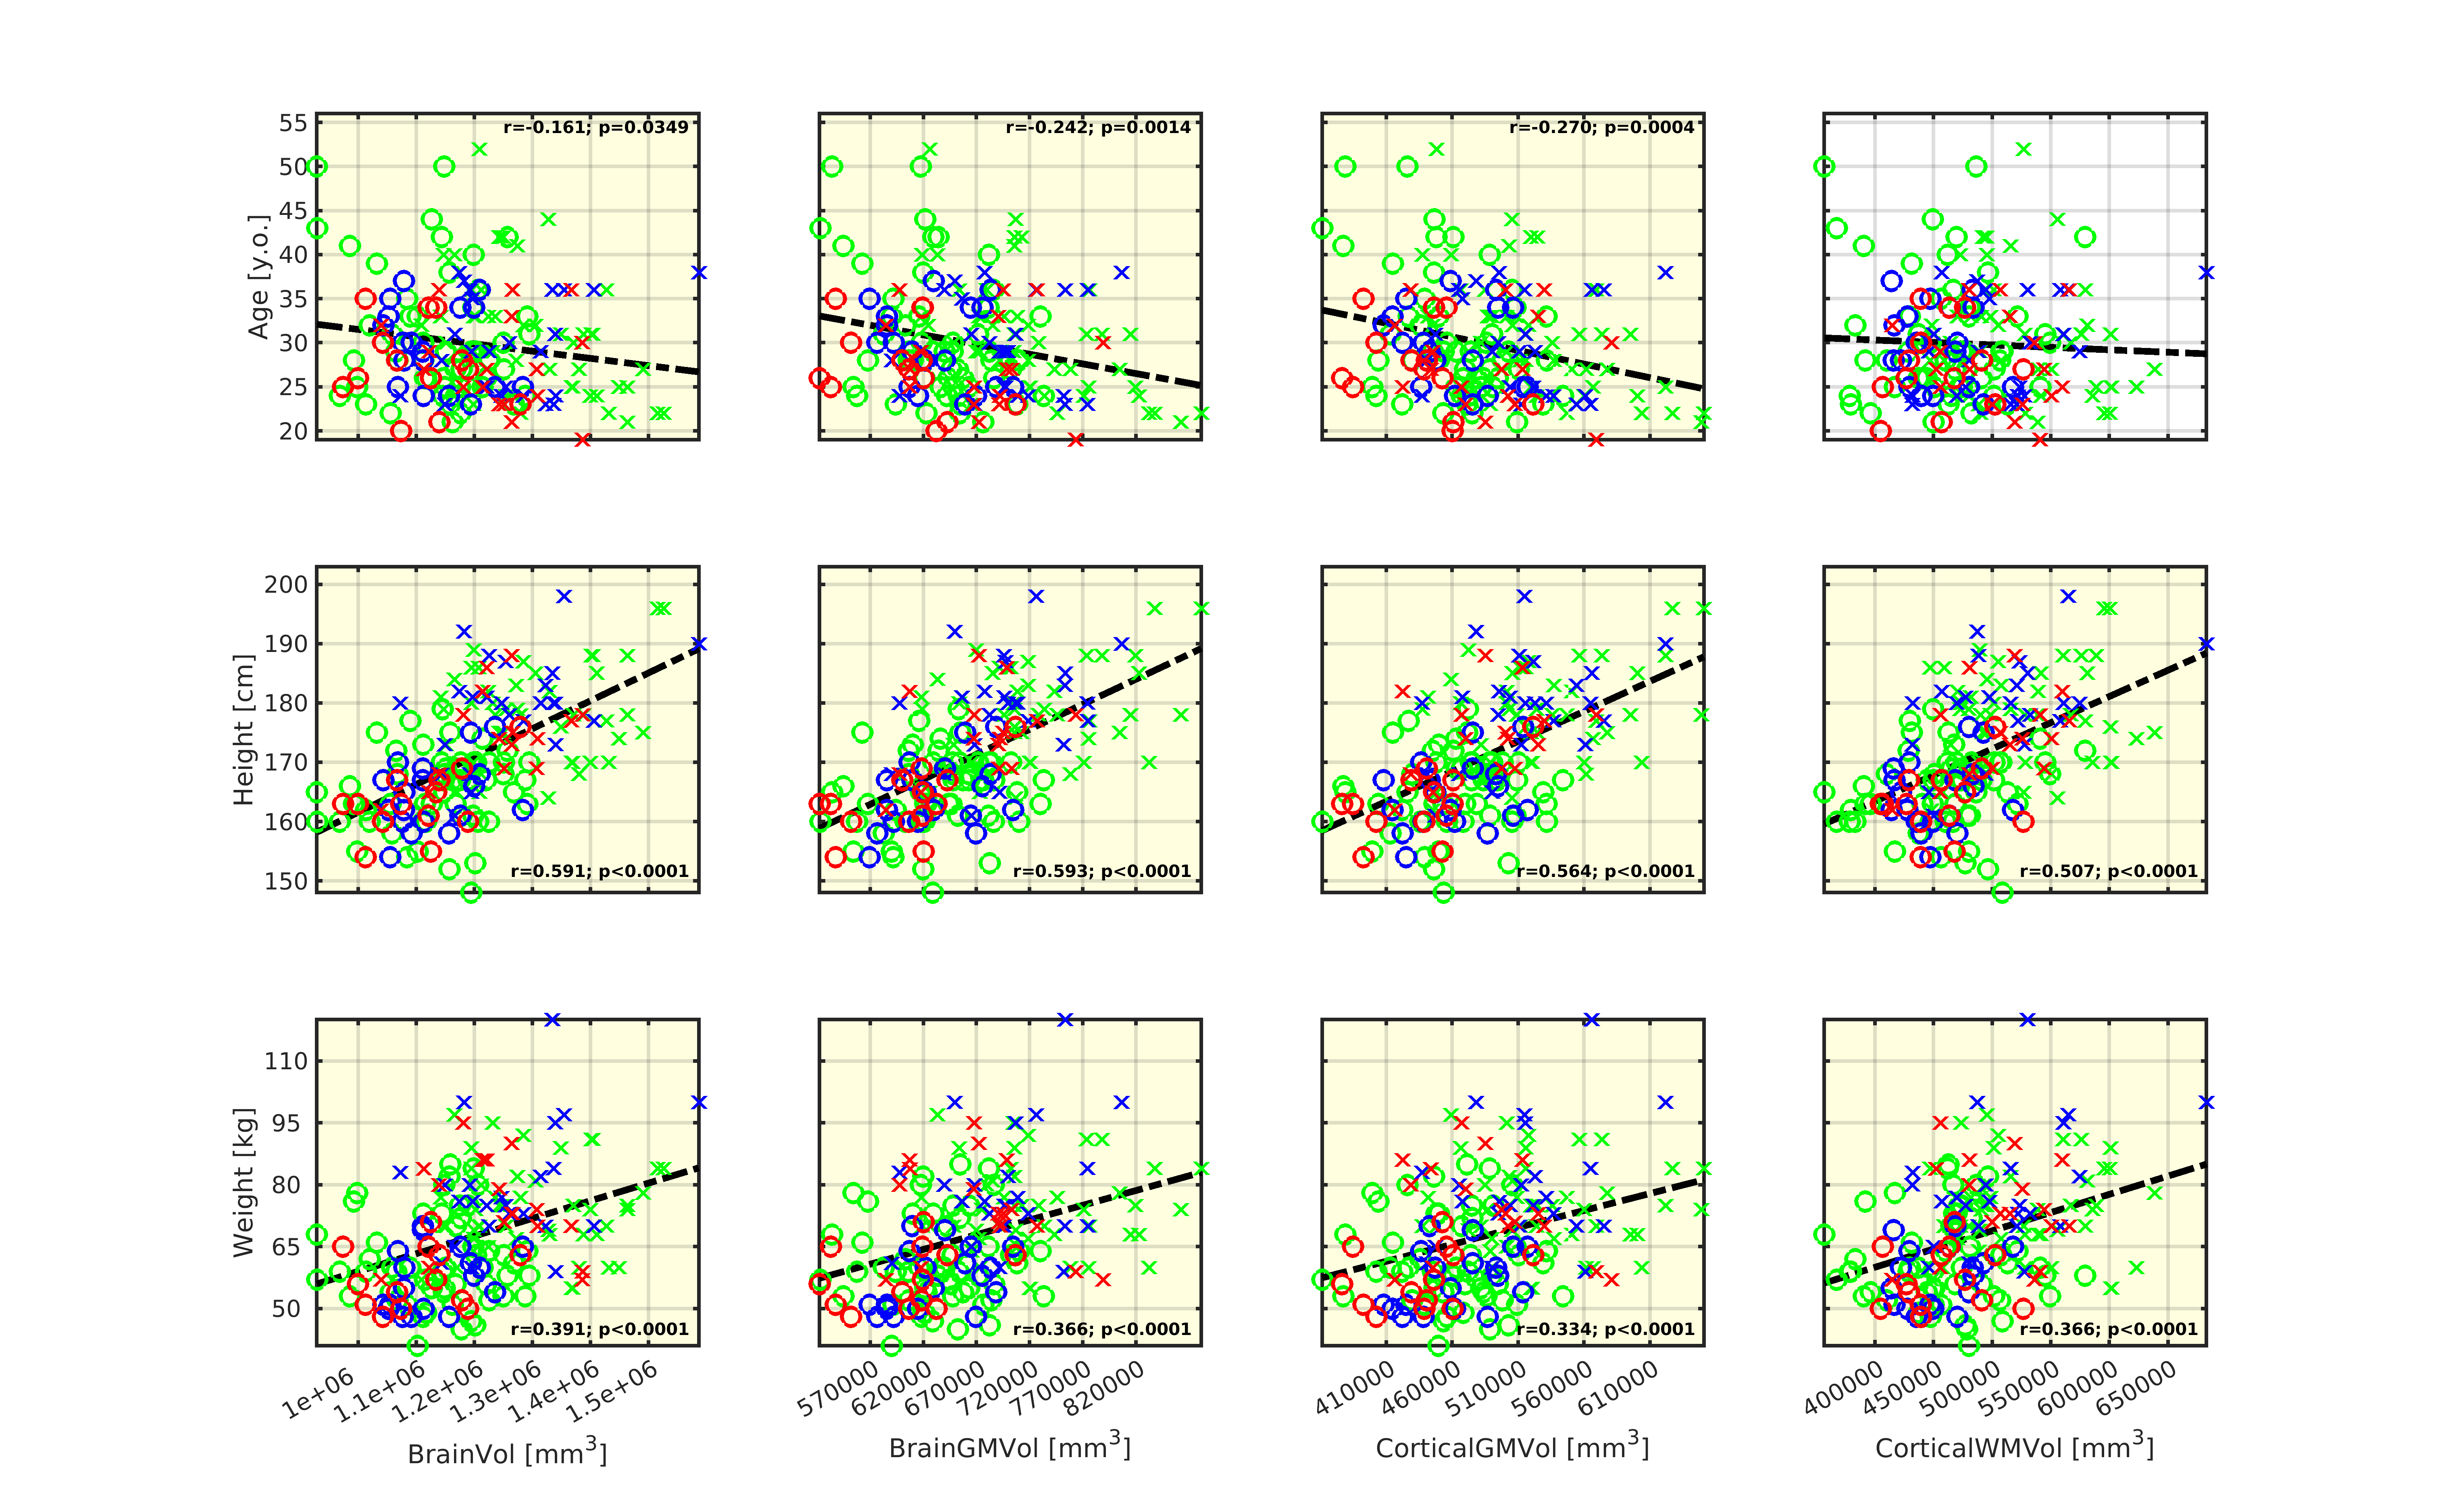 55
50
45
40
35
30
25
20
Age [y.o.]
r=-0.161; p=0.0349
r=-0.242; p=0.0014
r=-0.270; p=0.0004
200
190
180
170
160
150
Height [cm]
r=0.591; p<0.0001
r=0.593; p<0.0001
r=0.564; p<0.0001
r=0.507; p<0.0001
110
95
80
65
50
Weight [kg]
r=0.391; p<0.0001
r=0.366; p<0.0001
r=0.334; p<0.0001
r=0.366; p<0.0001
1e+06 1.1e+06 1.2e+06 1.3e+06 1.4e+06 1.5e+06
570000 620000 670000 720000 770000 820000
410000 460000 510000 560000 610000
400000 450000 500000 550000 600000 650000
BrainVol [mm³]
BrainGMVol [mm³]
CorticalGMVol [mm³]
CorticalWMVol [mm³]